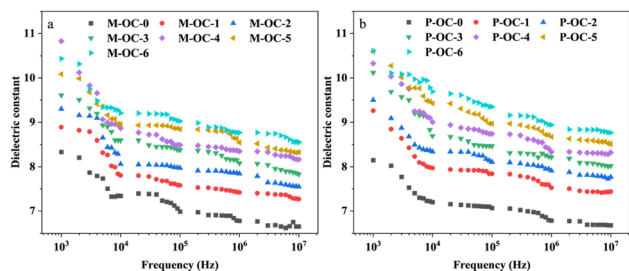 a
M-OC-0 M-OC-1 M-OC-2
M-OC-3 M-OC-4 M-OC-5
M-OC-6
Dielectric constant
11
10
9
8
7
10³ 10⁴ 10⁵ 10⁶ 10⁷
Frequency (Hz)
b
P-OC-0 P-OC-1 P-OC-2
P-OC-3 P-OC-4 P-OC-5
P-OC-6
Dielectric constant
11
10
9
8
7
10³ 10⁴ 10⁵ 10⁶ 10⁷
Frequency (Hz)